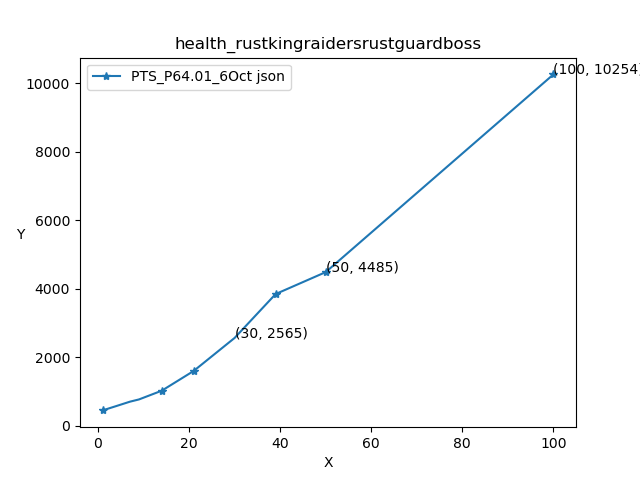 health_rustkingraidersrustguardboss
PTS_P64.01_6Oct json
(100, 10254)
(50, 4485)
(30, 2565)
Y
10000
8000
6000
4000
2000
0
0 20 40 60 80 100
X